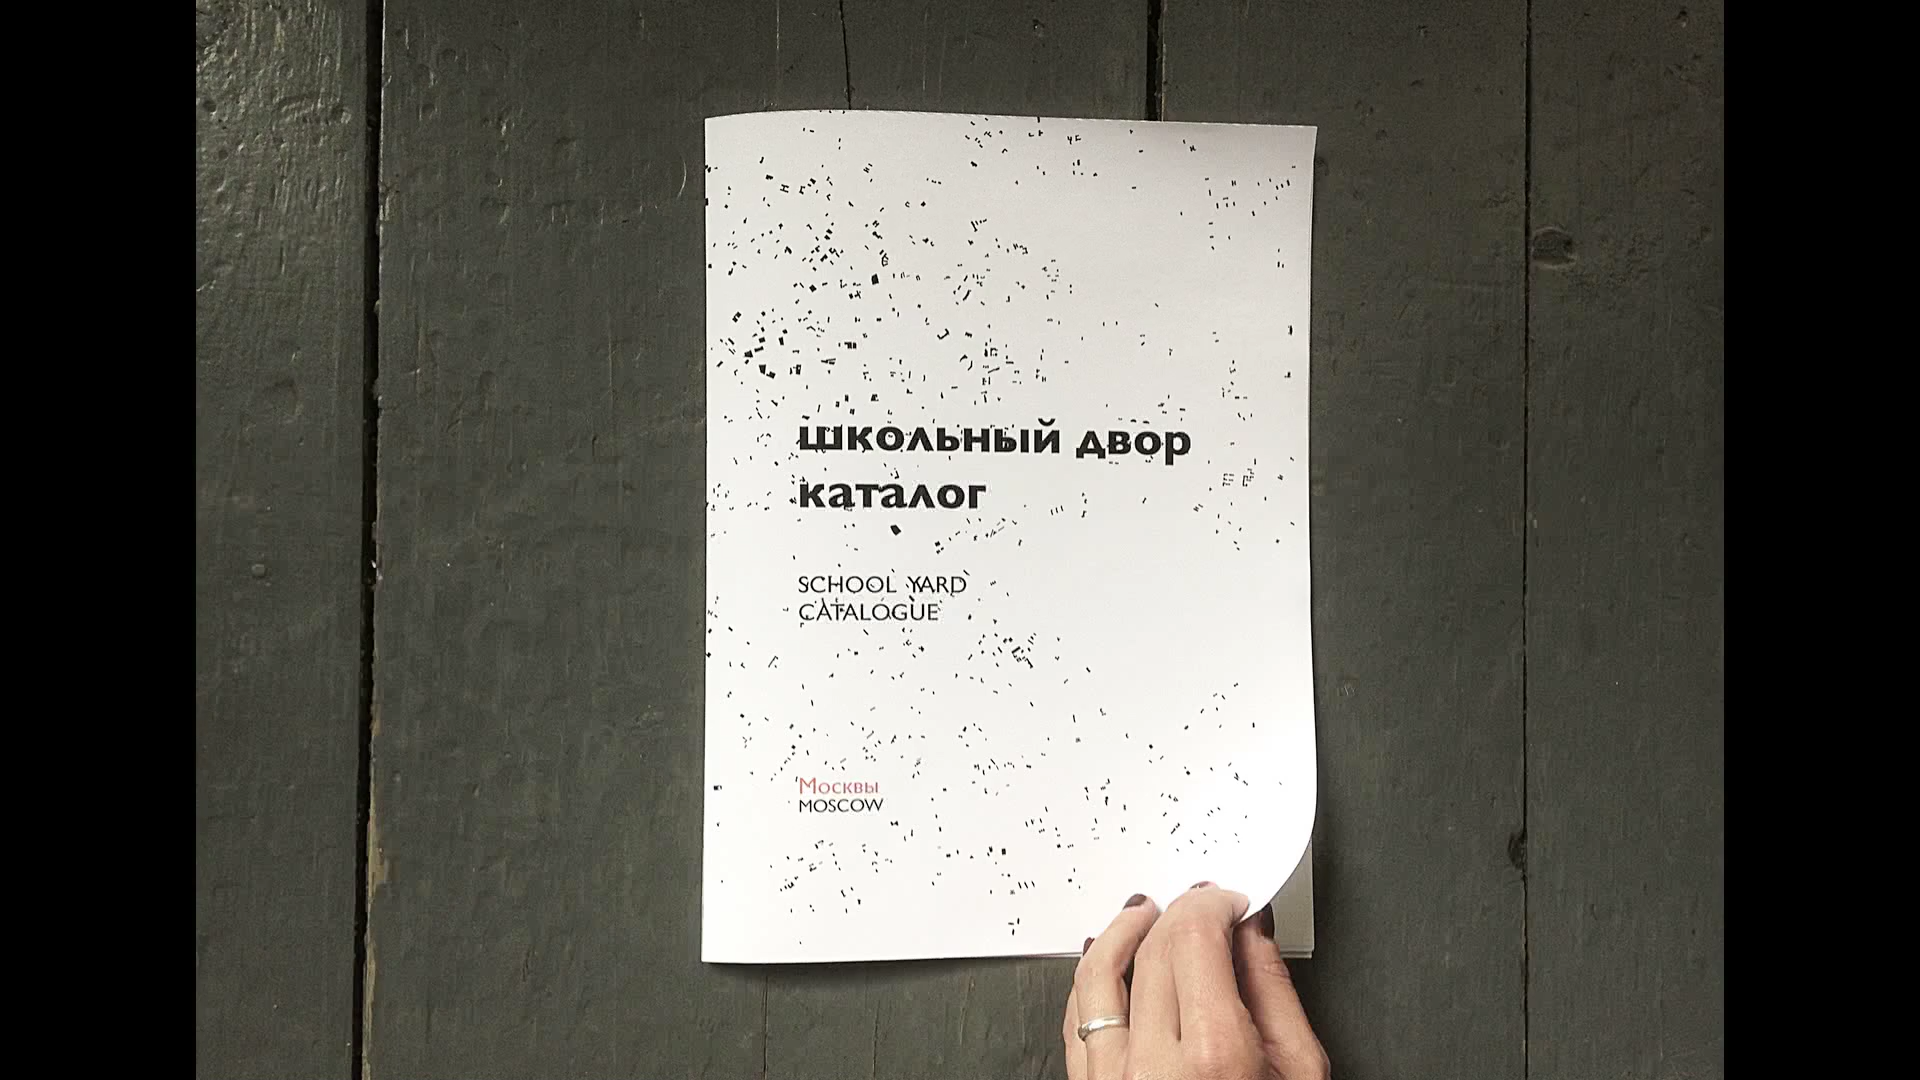 школьный двор
каталог
SCHOOL YARD
CATALOGUE
Москвы
MOSCOW